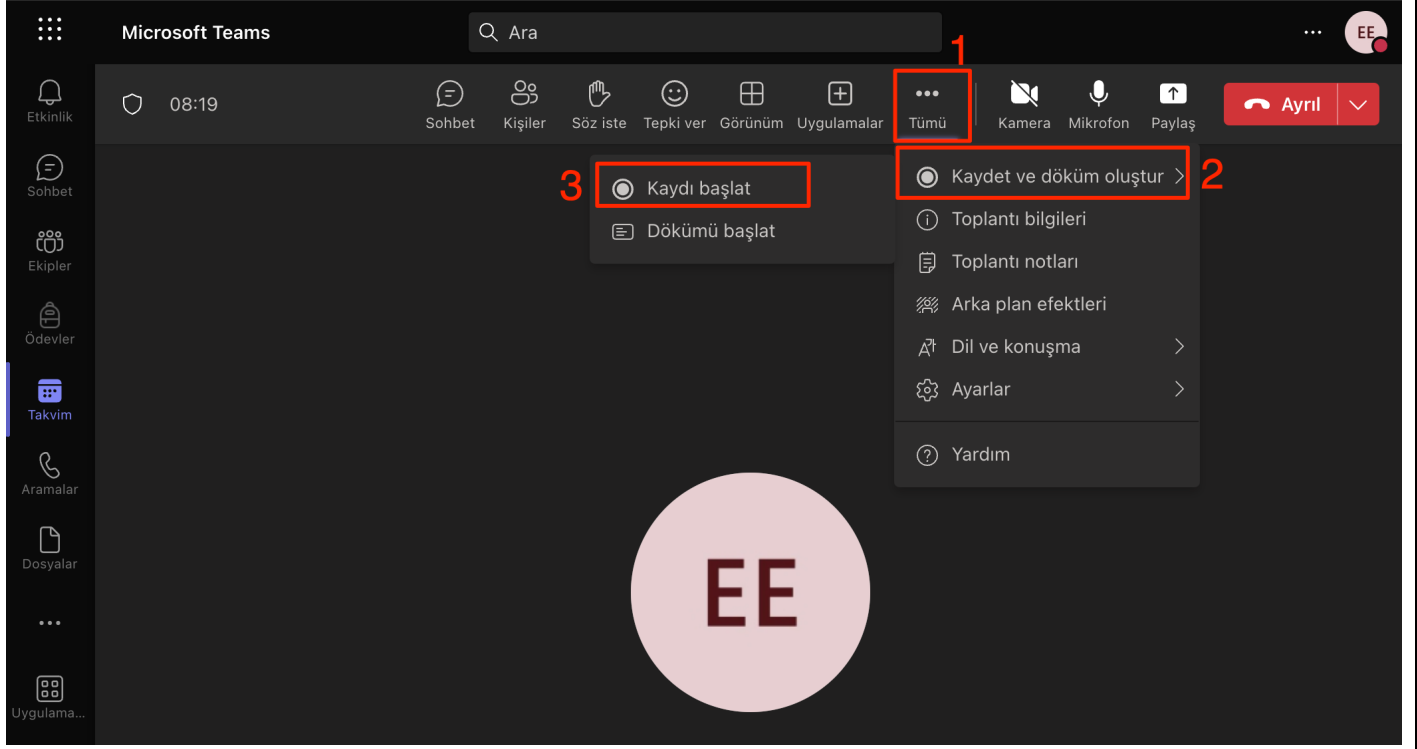 Microsoft Teams
Ara
EE
1
Etkinlik
08:19
Sohbet
Kişiler
Söz iste
Tepki ver
Görünüm
Uygulamalar
Tümü
Kamera
Mikrofon
Paylaş
Ayrıl
Sohbet
Ekipler
Ödevler
Takvim
Aramalar
Dosyalar
Uygulama...
3
Kaydı başlat
Dökümü başlat
Kaydet ve döküm oluştur
2
Toplantı bilgileri
Toplantı notları
Arka plan efektleri
Dil ve konuşma
Ayarlar
Yardım
EE